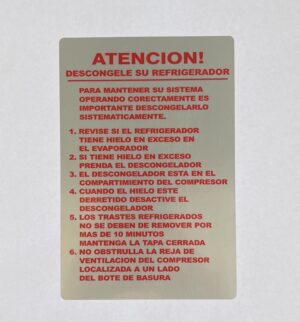 ATENCION!
DESCONGELE SU REFRIGERADOR
PARA MANTENER SU SISTEMA
OPERANDO CORECTAMENTE ES
IMPORTANTE DESCONGELARLO
SISTEMATICAMENTE.
1. REVISE SI EL REFRIGERADOR
TIENE HIELO EN EXCESO EN
EL EVAPORADOR
2. SI TIENE HIELO EN EXCESO
PRENDA EL DESCONGELADOR
3. EL DESCONGELADOR ESTA EN EL
COMPARTIMIENTO DEL COMPRESOR
4. CUANDO EL HIELO ESTE
DERRETIDO DESACTIVE EL
DESCONGELADOR
5. LOS TRASTES REFRIGERADOS
NO SE DEBEN DE REMOVER POR
MAS DE 10 MINUTOS
MANTENGA LA TAPA CERRADA
6. NO OBSTRULLA LA REJA DE
VENTILACION DEL COMPRESOR
LOCALIZADA A UN LADO
DEL BOTE DE BASURA